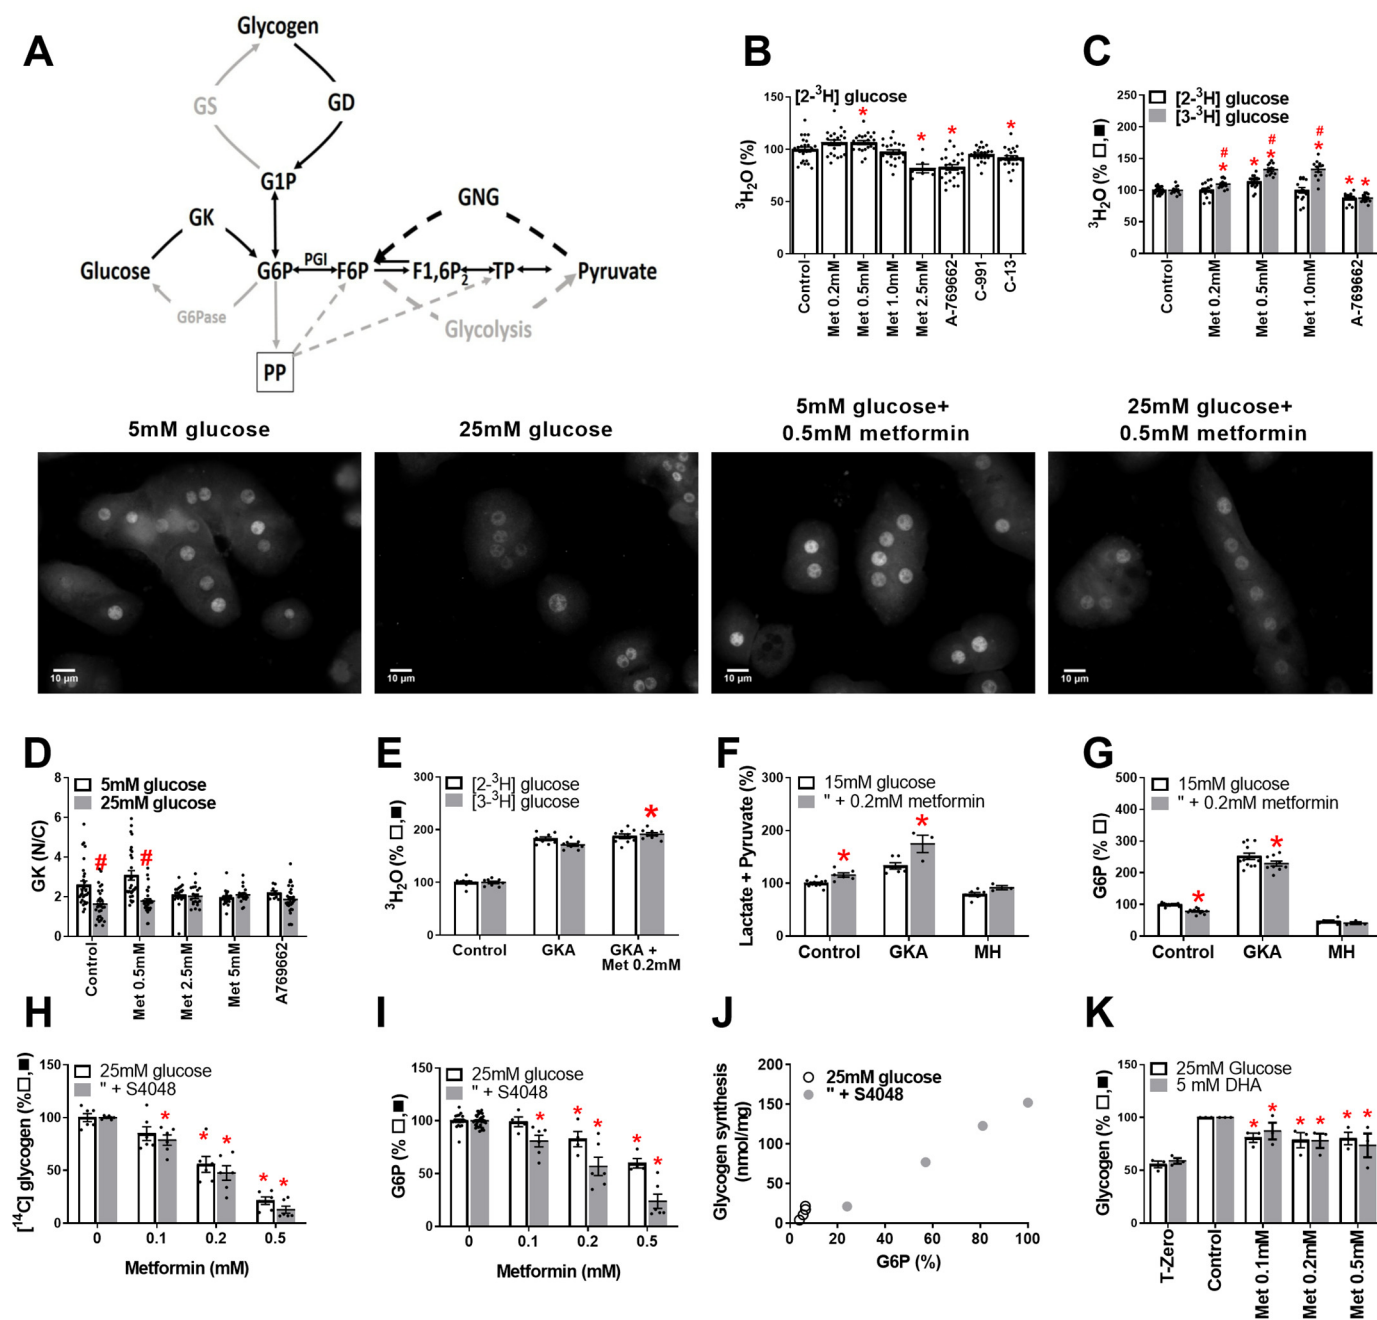 A
Glycogen
GS
GD
G1P
GK
GNG
Glucose
G6P
PGI
F6P
F1,6P2
TP
Pyruvate
G6Pase
Glycolysis
PP
B
[2-³H] glucose
*
*
*
*
³H₂O (%)
150
100
50
0
Control
Met 0.2mM
Met 0.5mM
Met 1.0mM
Met 2.5mM
A-769662
C-991
C-13
C
[2-³H] glucose
[3-³H] glucose
³H₂O (% □,■)
250
200
150
100
50
0
# # #
* * * * * *
Control
Met 0.2mM
Met 0.5mM
Met 1.0mM
A-769662
5mM glucose
25mM glucose
5mM glucose+
0.5mM metformin
25mM glucose+
0.5mM metformin
10 µm
10 µm
10 µm
10 µm
D
5mM glucose
25mM glucose
GK (N/C)
8
6
4
2
0
# #
Control
Met 0.5mM
Met 2.5mM
Met 5mM
A769662
E
[2-³H] glucose
[3-³H] glucose
³H₂O (% □,■)
300
200
100
0
*
Control
GKA
GKA +
Met 0.2mM
F
15mM glucose
" + 0.2mM metformin
Lactate + Pyruvate (%)
300
200
100
0
* *
Control
GKA
MH
G
15mM glucose
" + 0.2mM metformin
G6P (% □)
500
400
300
200
100
0
* *
Control
GKA
MH
H
25mM glucose
" + S4048
[¹⁴C] glycogen (%□,■)
150
100
50
0
* * * * *
0
0.1
0.2
0.5
Metformin (mM)
I
25mM glucose
" + S4048
G6P (% □,■)
150
100
50
0
* * * * *
0
0.1
0.2
0.5
Metformin (mM)
J
25mM glucose
" + S4048
Glycogen synthesis
(nmol/mg)
200
150
100
50
0
0 20 40 60 80 100
G6P (%)
K
25mM Glucose
5 mM DHA
Glycogen (% □,■)
150
100
50
0
* * * * * *
T-Zero
Control
Met 0.1mM
Met 0.2mM
Met 0.5mM